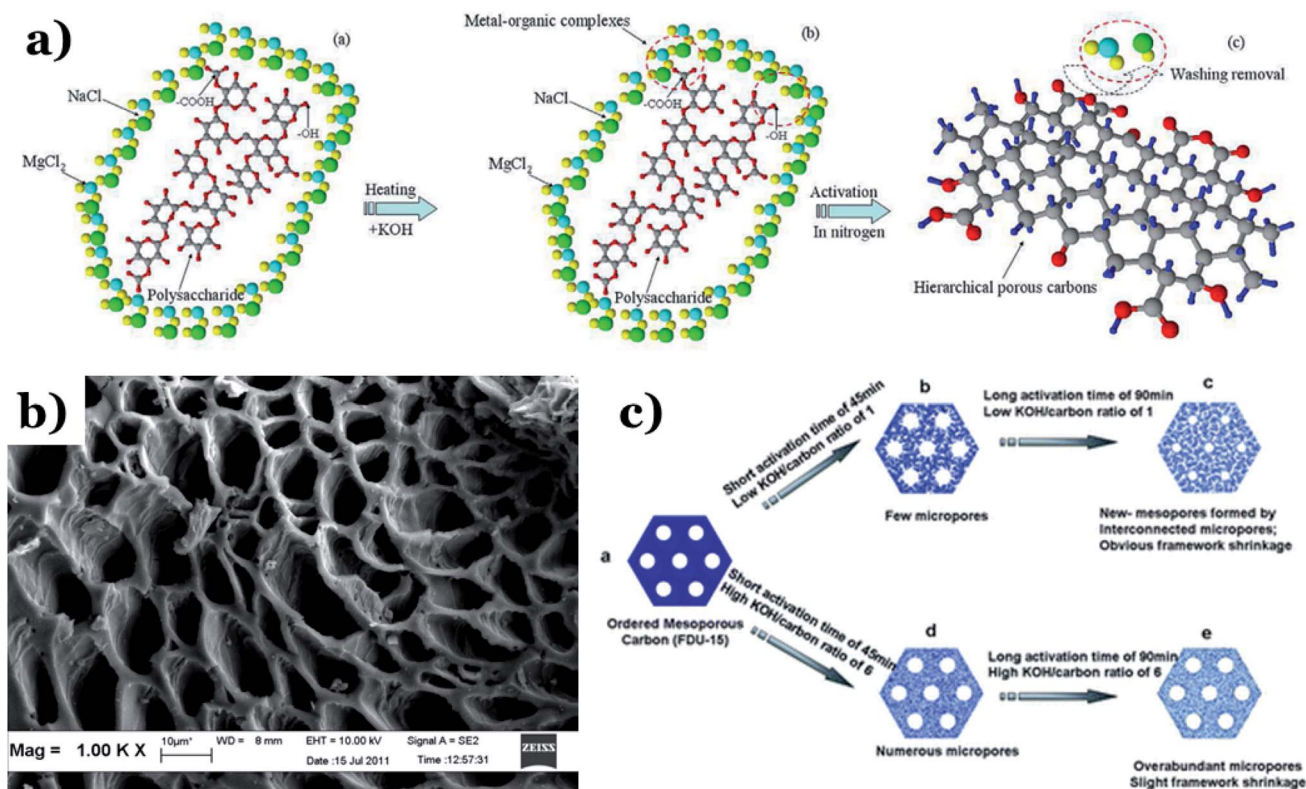 a)
(a)
NaCl
MgCl2
-COOH
-OH
Polysaccharide
Heating
+KOH
Metal-organic complexes
(b)
NaCl
MgCl2
-COOH
-OH
Polysaccharide
Activation
In nitrogen
(c)
Washing removal
Hierarchical porous carbons
b)
Mag = 1.00 K X
10µm*
WD = 8 mm
EHT = 10.00 kV
Signal A = SE2
Date :15 Jul 2011
Time :12:57:31
ZEISS
c)
a
Ordered Mesoporous
Carbon (FDU-15)
Short activation time of 45min
Low KOH/carbon ratio of 1
b
Few micropores
Long activation time of 90min
Low KOH/carbon ratio of 1
c
New- mesopores formed by
Interconnected micropores;
Obvious framework shrinkage
Short activation time of 45min
High KOH/carbon ratio of 6
d
Numerous micropores
Long activation time of 90min
High KOH/carbon ratio of 6
e
Overabundant micropores
Slight framework shrinkage